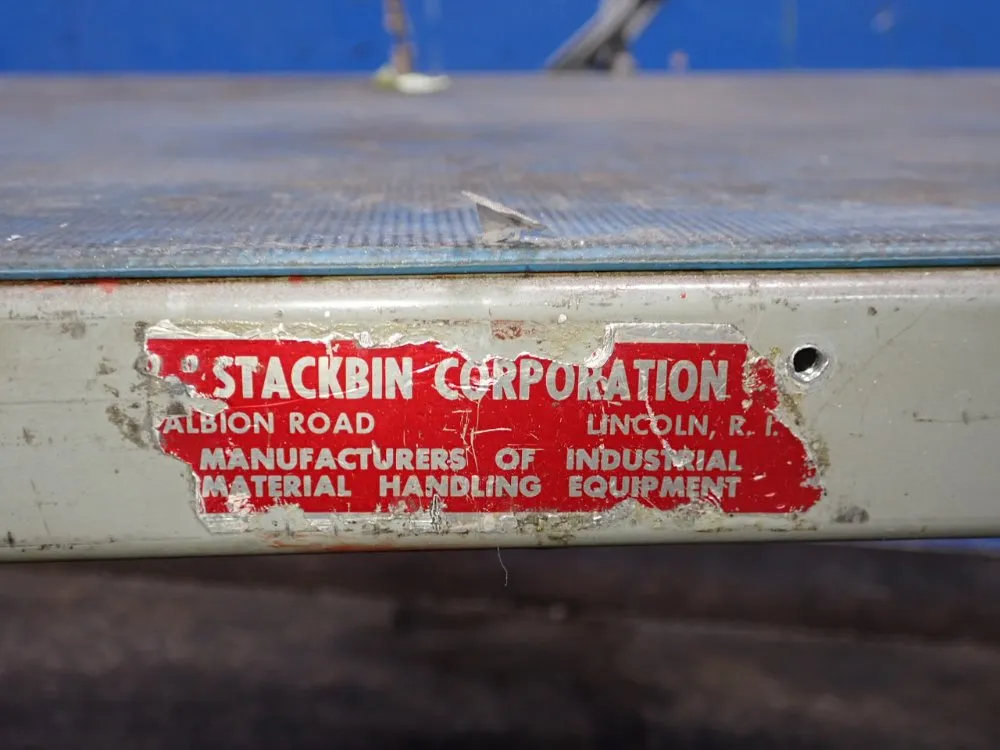 STACKBIN CORPORATION
ALBION ROAD LINCOLN, R. I.
MANUFACTURERS OF INDUSTRIAL
MATERIAL HANDLING EQUIPMENT